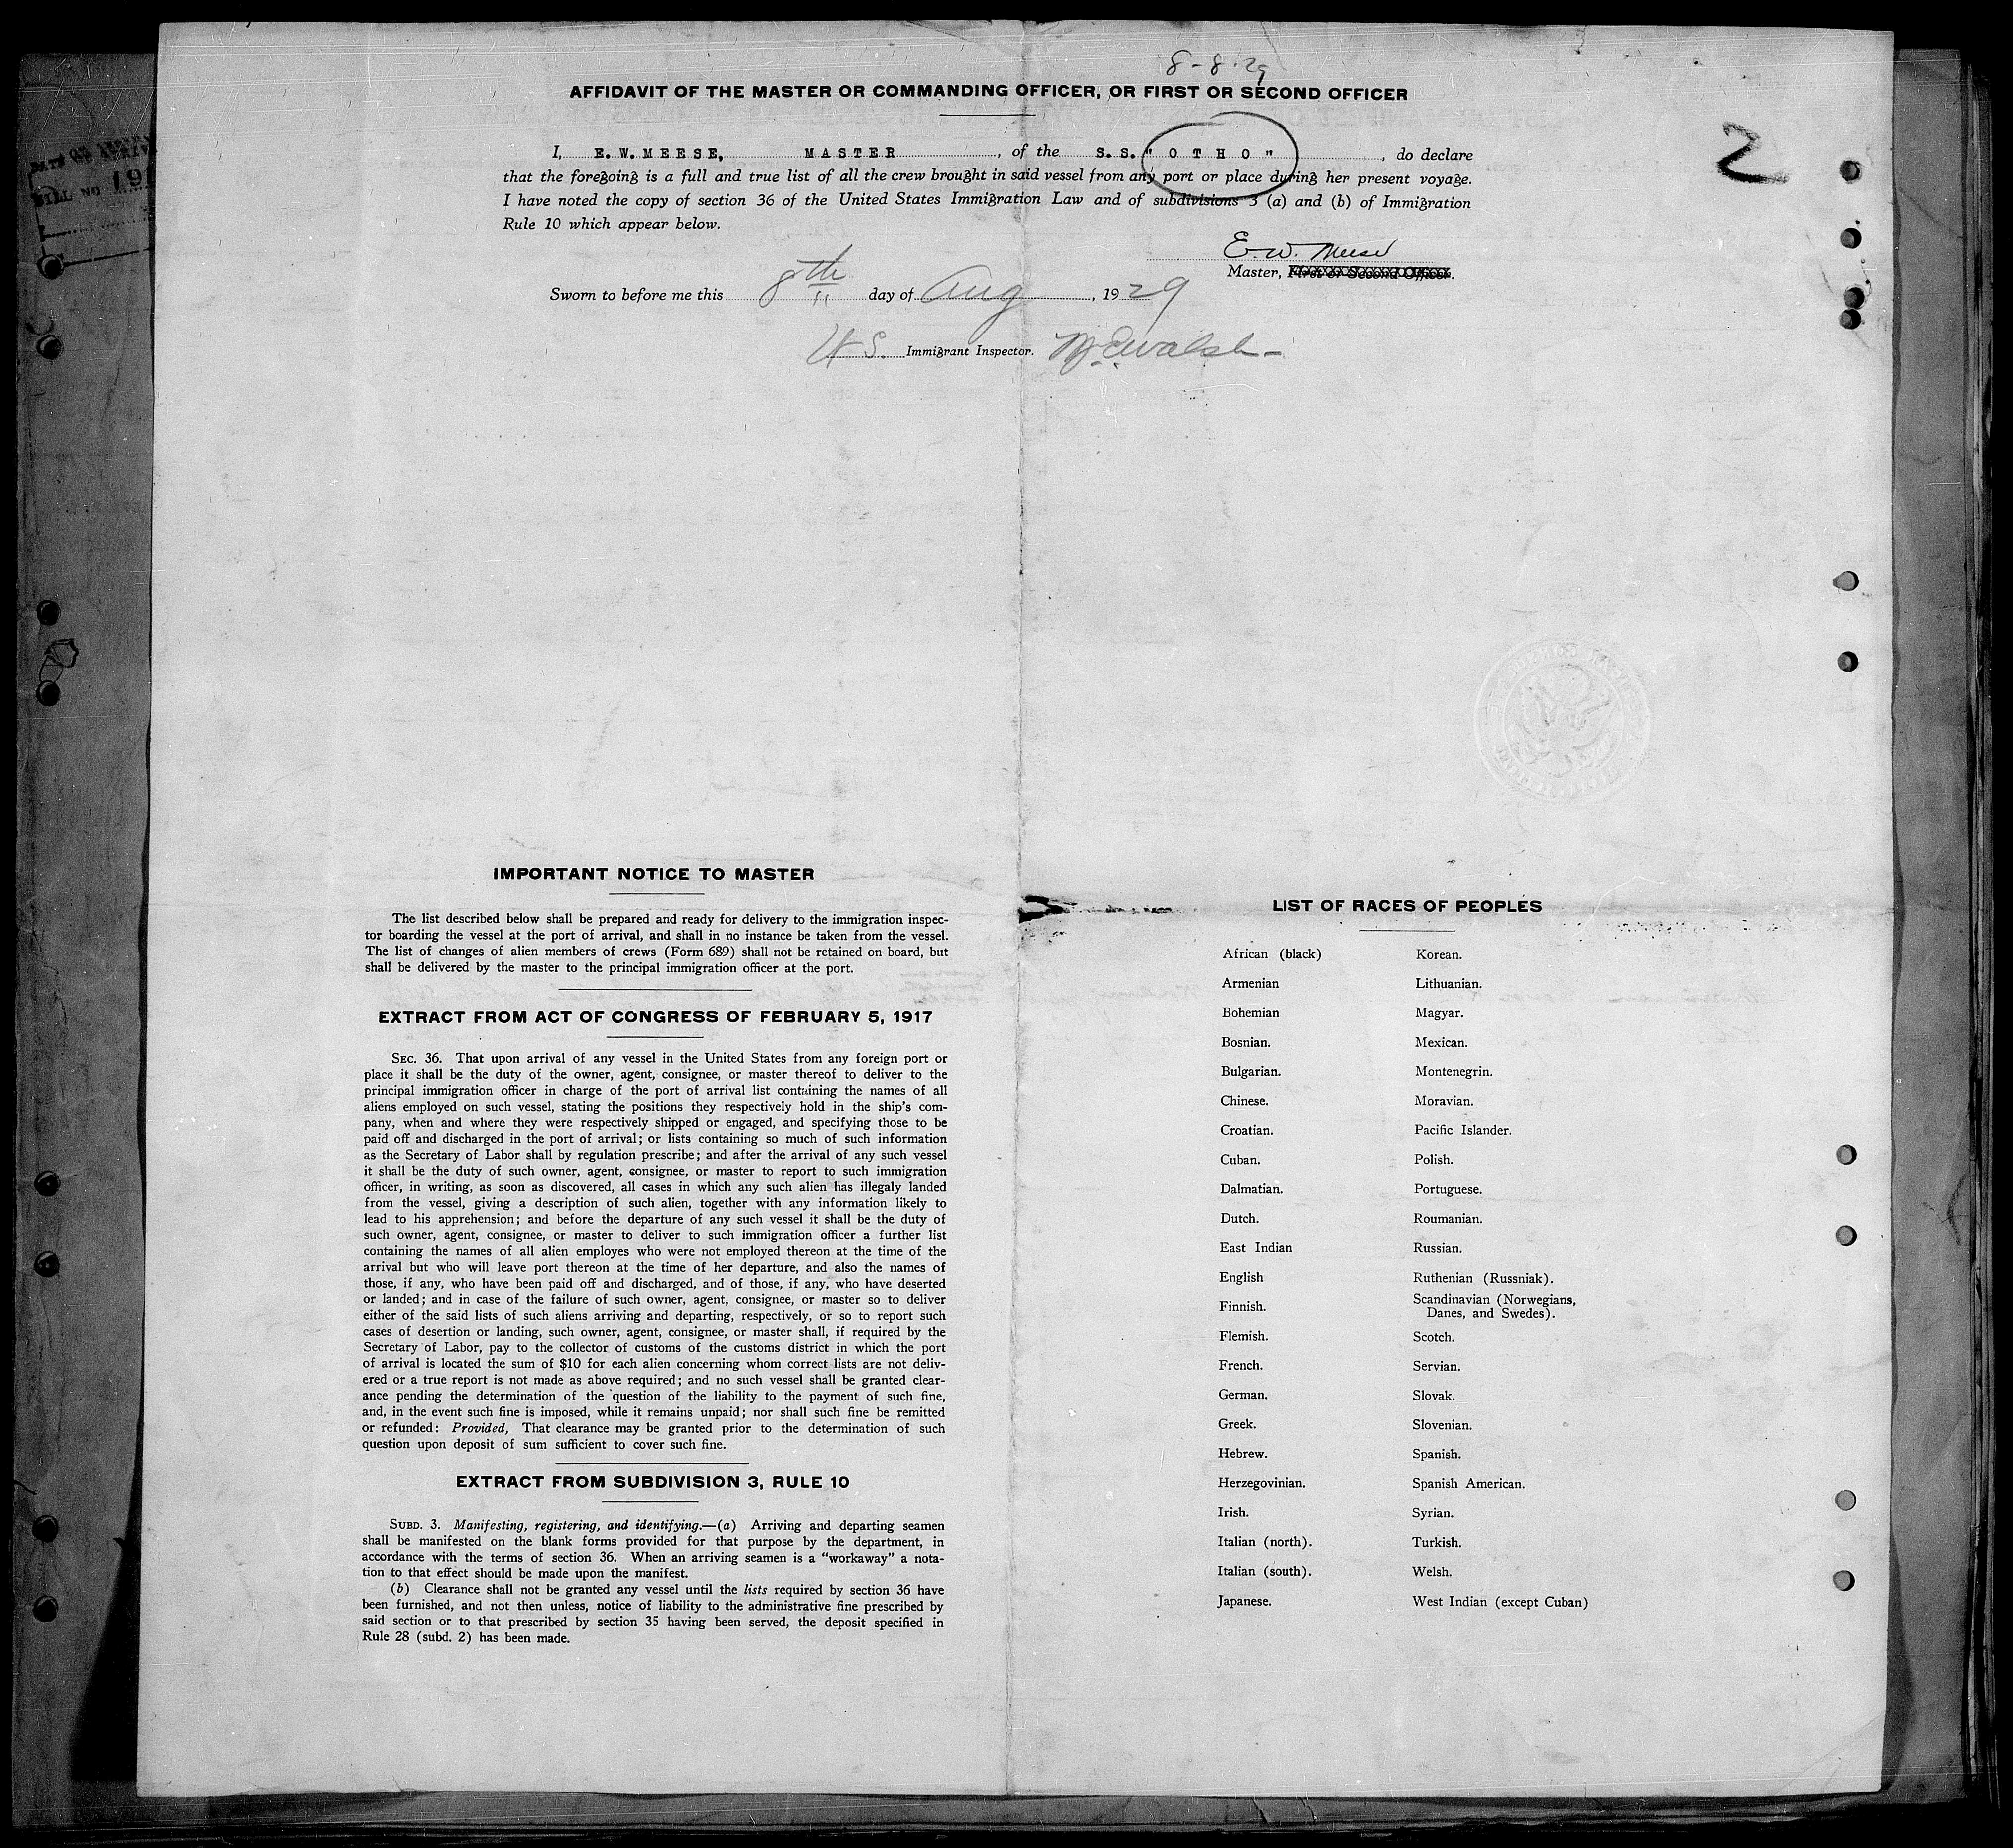 8-8-29
AFFIDAVIT OF THE MASTER OR COMMANDING OFFICER, OR FIRST OR SECOND OFFICER
2
I, E. W. MEESE, MASTER, of the S.S. "OTHO", do declare
that the foregoing is a full and true list of all the crew brought in said vessel from any port or place during her present voyage.
I have noted the copy of section 36 of the United States Immigration Law and of subdivisions 3 (a) and (b) of Immigration
Rule 10 which appear below.
E. W. Meese
Master, First or Second Officer.
Sworn to before me this 8th day of Aug, 1929
U.S. Immigrant Inspector.
IMPORTANT NOTICE TO MASTER
The list described below shall be prepared and ready for delivery to the immigration inspec-
tor boarding the vessel at the port of arrival, and shall in no instance be taken from the vessel.
The list of changes of alien members of crews (Form 689) shall not be retained on board, but
shall be delivered by the master to the principal immigration officer at the port.
EXTRACT FROM ACT OF CONGRESS OF FEBRUARY 5, 1917
SEC. 36. That upon arrival of any vessel in the United States from any foreign port or
place it shall be the duty of the owner, agent, consignee, or master thereof to deliver to the
principal immigration officer in charge of the port of arrival list containing the names of all
aliens employed on such vessel, stating the positions they respectively hold in the ship's com-
pany, when and where they were respectively shipped or engaged, and specifying those to be
paid off and discharged in the port of arrival; or lists containing so much of such information
as the Secretary of Labor shall by regulation prescribe; and after the arrival of any such vessel
it shall be the duty of such owner, agent, consignee, or master to report to such immigration
officer, in writing, as soon as discovered, all cases in which any such alien has illegaly landed
from the vessel, giving a description of such alien, together with any information likely to
lead to his apprehension; and before the departure of any such vessel it shall be the duty of
such owner, agent, consignee, or master to deliver to such immigration officer a further list
containing the names of all alien employes who were not employed thereon at the time of the
arrival but who will leave port thereon at the time of her departure, and also the names of
those, if any, who have been paid off and discharged, and of those, if any, who have deserted
or landed; and in case of the failure of such owner, agent, consignee, or master so to deliver
either of the said lists of such aliens arriving and departing, respectively, or so to report such
cases of desertion or landing, such owner, agent, consignee, or master shall, if required by the
Secretary of Labor, pay to the collector of customs of the customs district in which the port
of arrival is located the sum of $10 for each alien concerning whom correct lists are not deliv-
ered or a true report is not made as above required; and no such vessel shall be granted clear-
ance pending the determination of the question of the liability to the payment of such fine,
and, in the event such fine is imposed, while it remains unpaid; nor shall such fine be remitted
or refunded: Provided, That clearance may be granted prior to the determination of such
question upon deposit of sum sufficient to cover such fine.
EXTRACT FROM SUBDIVISION 3, RULE 10
SUBD. 3. Manifesting, registering, and identifying.—(a) Arriving and departing seamen
shall be manifested on the blank forms provided for that purpose by the department, in
accordance with the terms of section 36. When an arriving seamen is a "workaway" a nota-
tion to that effect should be made upon the manifest.
(b) Clearance shall not be granted any vessel until the lists required by section 36 have
been furnished, and not then unless, notice of liability to the administrative fine prescribed by
said section or to that prescribed by section 35 having been served, the deposit specified in
Rule 28 (subd. 2) has been made.
LIST OF RACES OF PEOPLES
African (black)
Armenian
Bohemian
Bosnian.
Bulgarian.
Chinese.
Croatian.
Cuban.
Dalmatian.
Dutch.
East Indian
English
Finnish.
Flemish.
French.
German.
Greek.
Hebrew.
Herzegovinian.
Irish.
Italian (north).
Italian (south).
Japanese.
Korean.
Lithuanian.
Magyar.
Mexican.
Montenegrin.
Moravian.
Pacific Islander.
Polish.
Portuguese.
Roumanian.
Russian.
Ruthenian (Russniak).
Scandinavian (Norwegians,
Danes, and Swedes).
Scotch.
Servian.
Slovak.
Slovenian.
Spanish.
Spanish American.
Syrian.
Turkish.
Welsh.
West Indian (except Cuban)